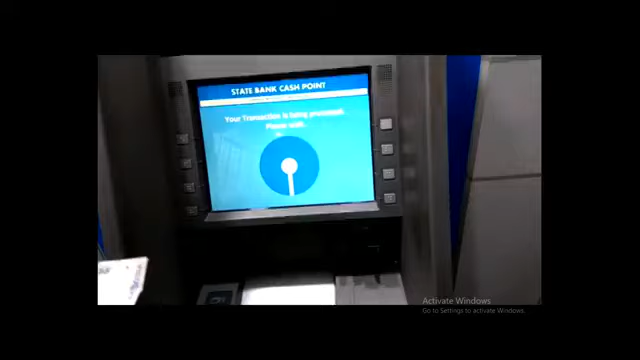 STATE BANK CASH POINT
Your Transaction is being processed.
Please wait.
Activate Windows
Go to Settings to activate Windows.